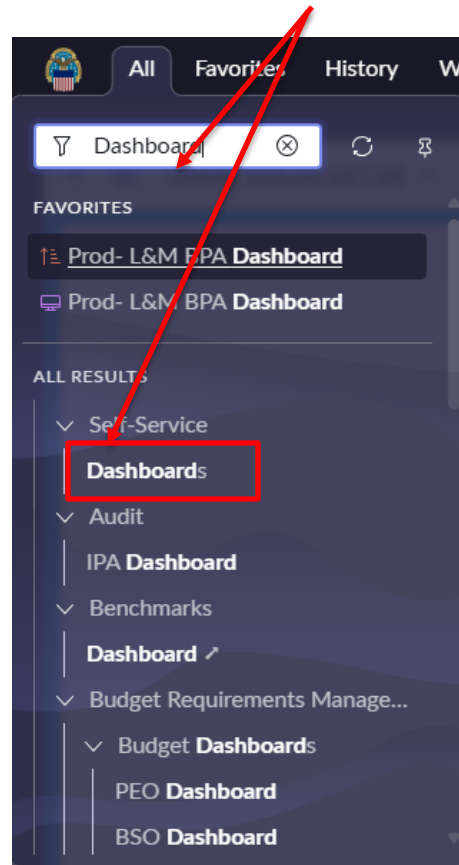 All Favorites History W
Dashboard
FAVORITES
Prod- L&M BPA Dashboard
Prod- L&M BPA Dashboard
ALL RESULTS
Self-Service
Dashboards
Audit
IPA Dashboard
Benchmarks
Dashboard ↗
Budget Requirements Manage...
Budget Dashboards
PEO Dashboard
BSO Dashboard